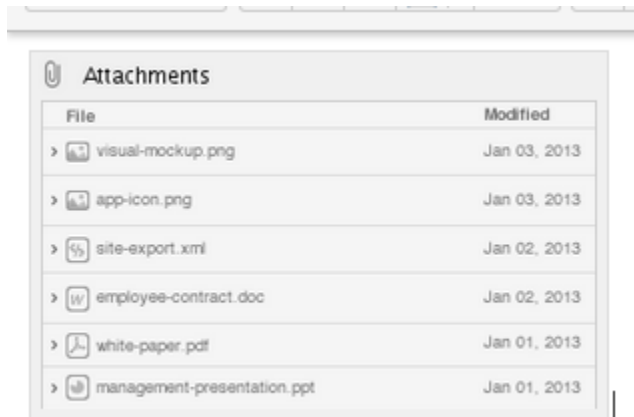 Attachments
File Modified
visual-mockup.png Jan 03, 2013
app-icon.png Jan 03, 2013
site-export.xml Jan 02, 2013
employee-contract.doc Jan 02, 2013
white-paper.pdf Jan 01, 2013
management-presentation.ppt Jan 01, 2013